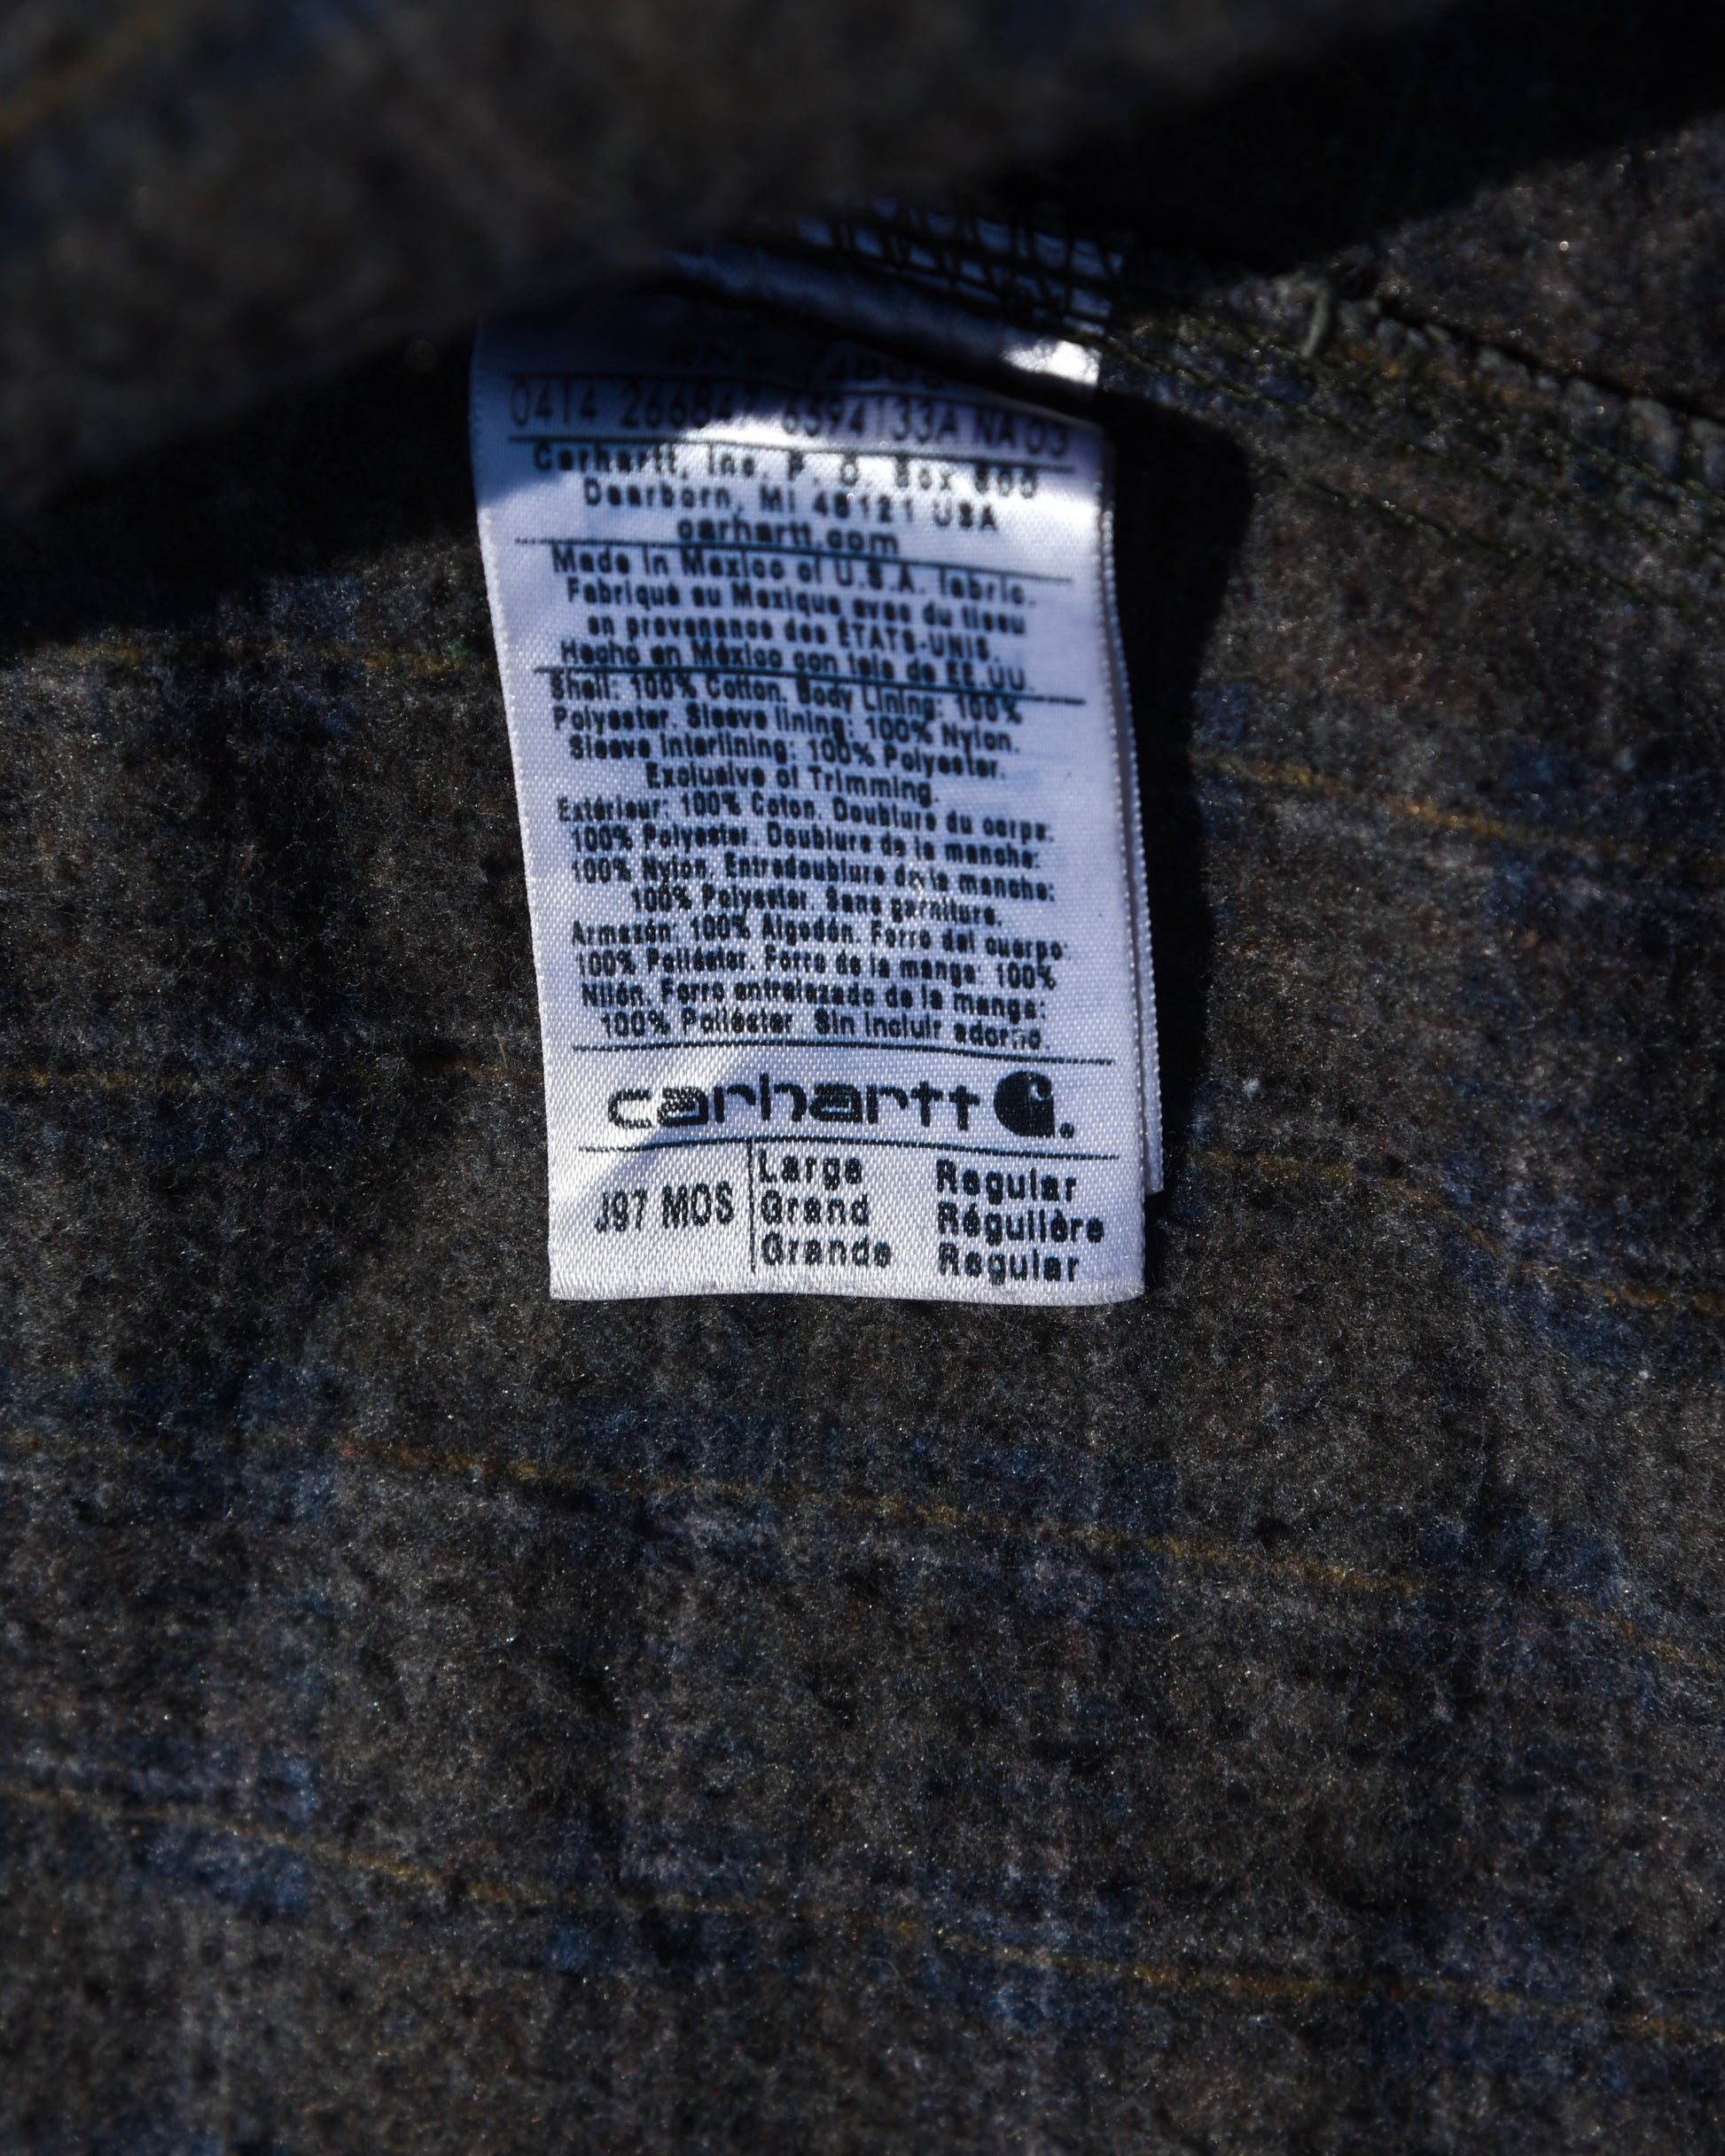 0414 266847 6594 133A NA03
Carhartt, Inc. P. O. Box 600
Dearborn, MI 48121 USA
carhartt.com
Made in Mexico of U.S.A. fabric.
Fabriqué au Mexique avec du tissu
en provenance des ÉTATS-UNIS.
Hecho en México con tela de EE.UU.
Shell: 100% Cotton. Body Lining: 100%
Polyester. Sleeve lining: 100% Nylon.
Sleeve Interlining: 100% Polyester.
Exclusive of Trimming.
Extérieur: 100% Coton. Doublure du corps:
100% Polyester. Doublure de la manche:
100% Nylon. Entredoublure de la manche:
100% Polyester. Sans garniture.
Armazón: 100% Algodón. Forro del cuerpo:
100% Poliéster. Forro de la manga: 100%
Nilón. Forro entrelazado de la manga:
100% Poliéster. Sin incluir adorno.
carhartt
J97 MOS
Large Regular
Grand Régulière
Grande Regular